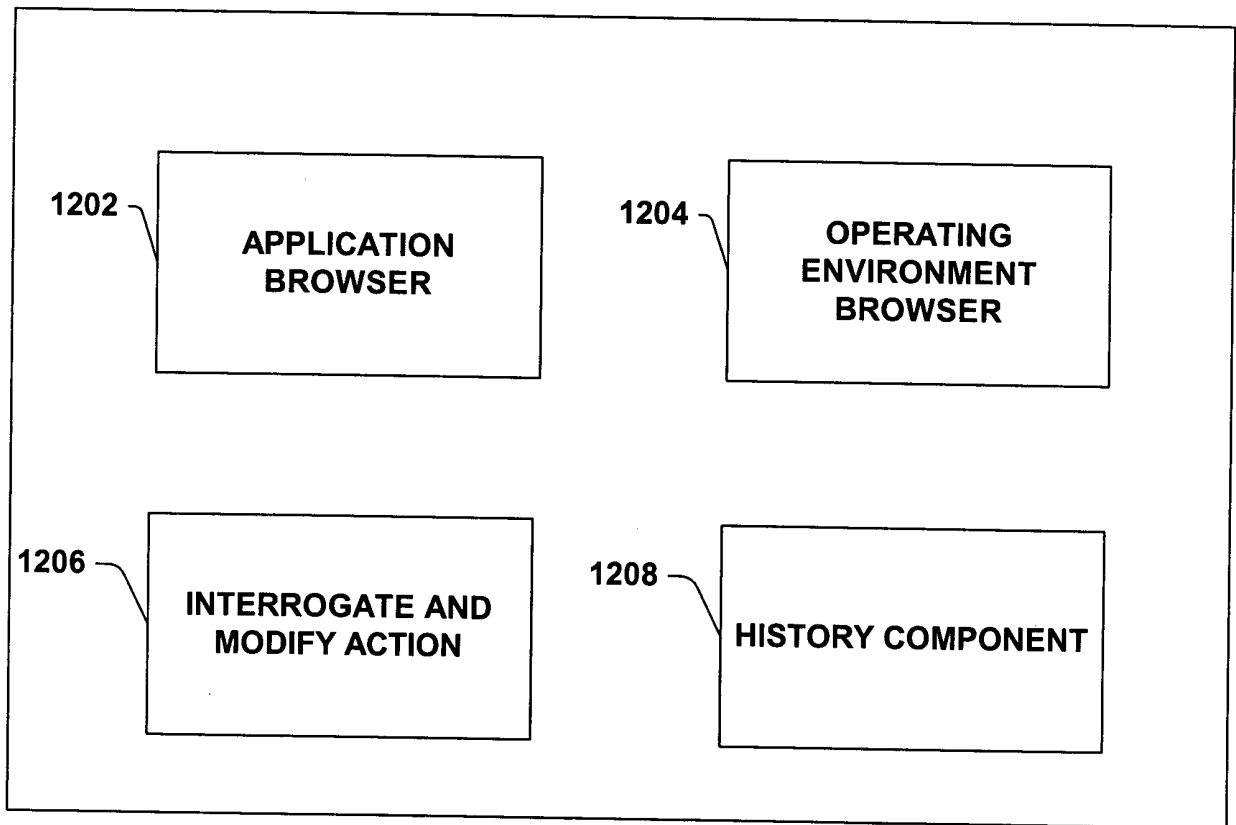 1202
APPLICATION
BROWSER
1204
OPERATING
ENVIRONMENT
BROWSER
1206
INTERROGATE AND
MODIFY ACTION
1208
HISTORY COMPONENT